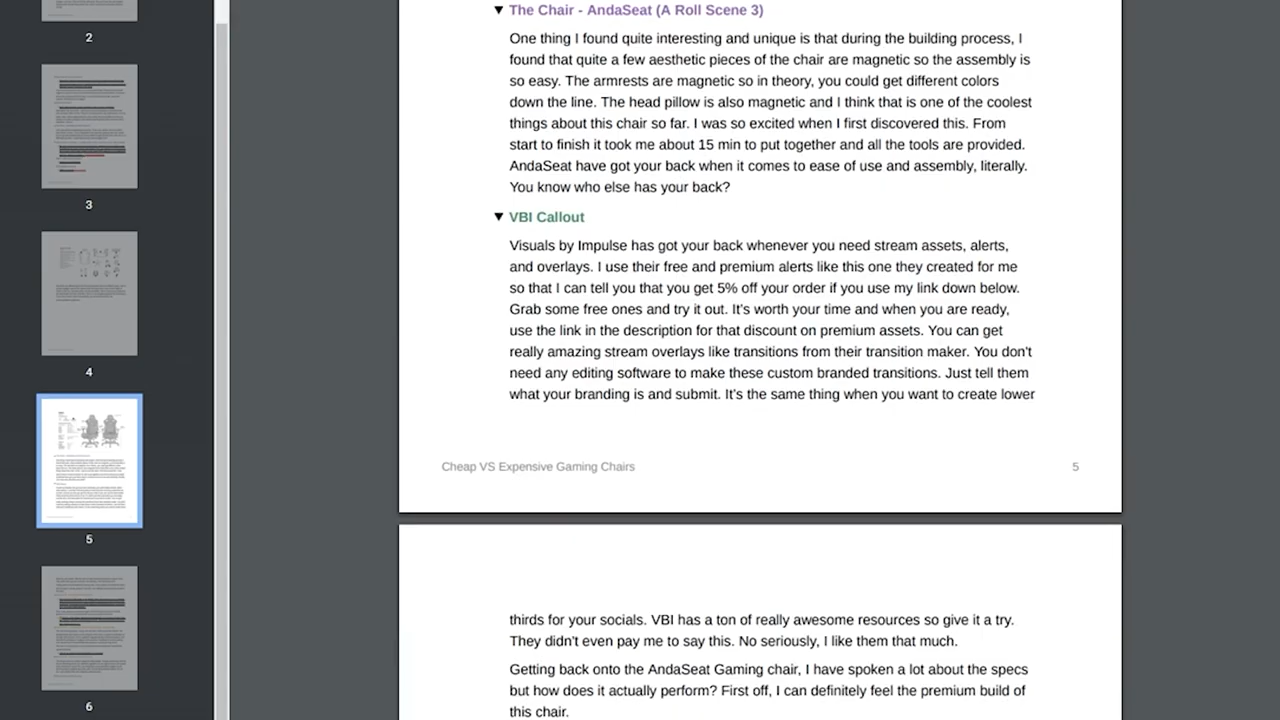 2
3
4
5
6
▼ The Chair - AndaSeat (A Roll Scene 3)
One thing I found quite interesting and unique is that during the building process, I
found that quite a few aesthetic pieces of the chair are magnetic so the assembly is
so easy. The armrests are magnetic so in theory, you could get different colors
down the line. The head pillow is also magnetic and I think that is one of the coolest
things about this chair so far. I was so excited when I first discovered this. From
start to finish it took me about 15 min to put together and all the tools are provided.
AndaSeat have got your back when it comes to ease of use and assembly, literally.
You know who else has your back?
▼ VBI Callout
Visuals by Impulse has got your back whenever you need stream assets, alerts,
and overlays. I use their free and premium alerts like this one they created for me
so that I can tell you that you get 5% off your order if you use my link down below.
Grab some free ones and try it out. It's worth your time and when you are ready,
use the link in the description for that discount on premium assets. You can get
really amazing stream overlays like transitions from their transition maker. You don't
need any editing software to make these custom branded transitions. Just tell them
what your branding is and submit. It's the same thing when you want to create lower
Cheap VS Expensive Gaming Chairs 5
thirds for your socials. VBI has a ton of really awesome resources so give it a try.
They didn't even pay me to say this. No seriously, I like them that much.
Getting back onto the AndaSeat Gaming chair, I have spoken a lot about the specs
but how does it actually perform? First off, I can definitely feel the premium build of
this chair.